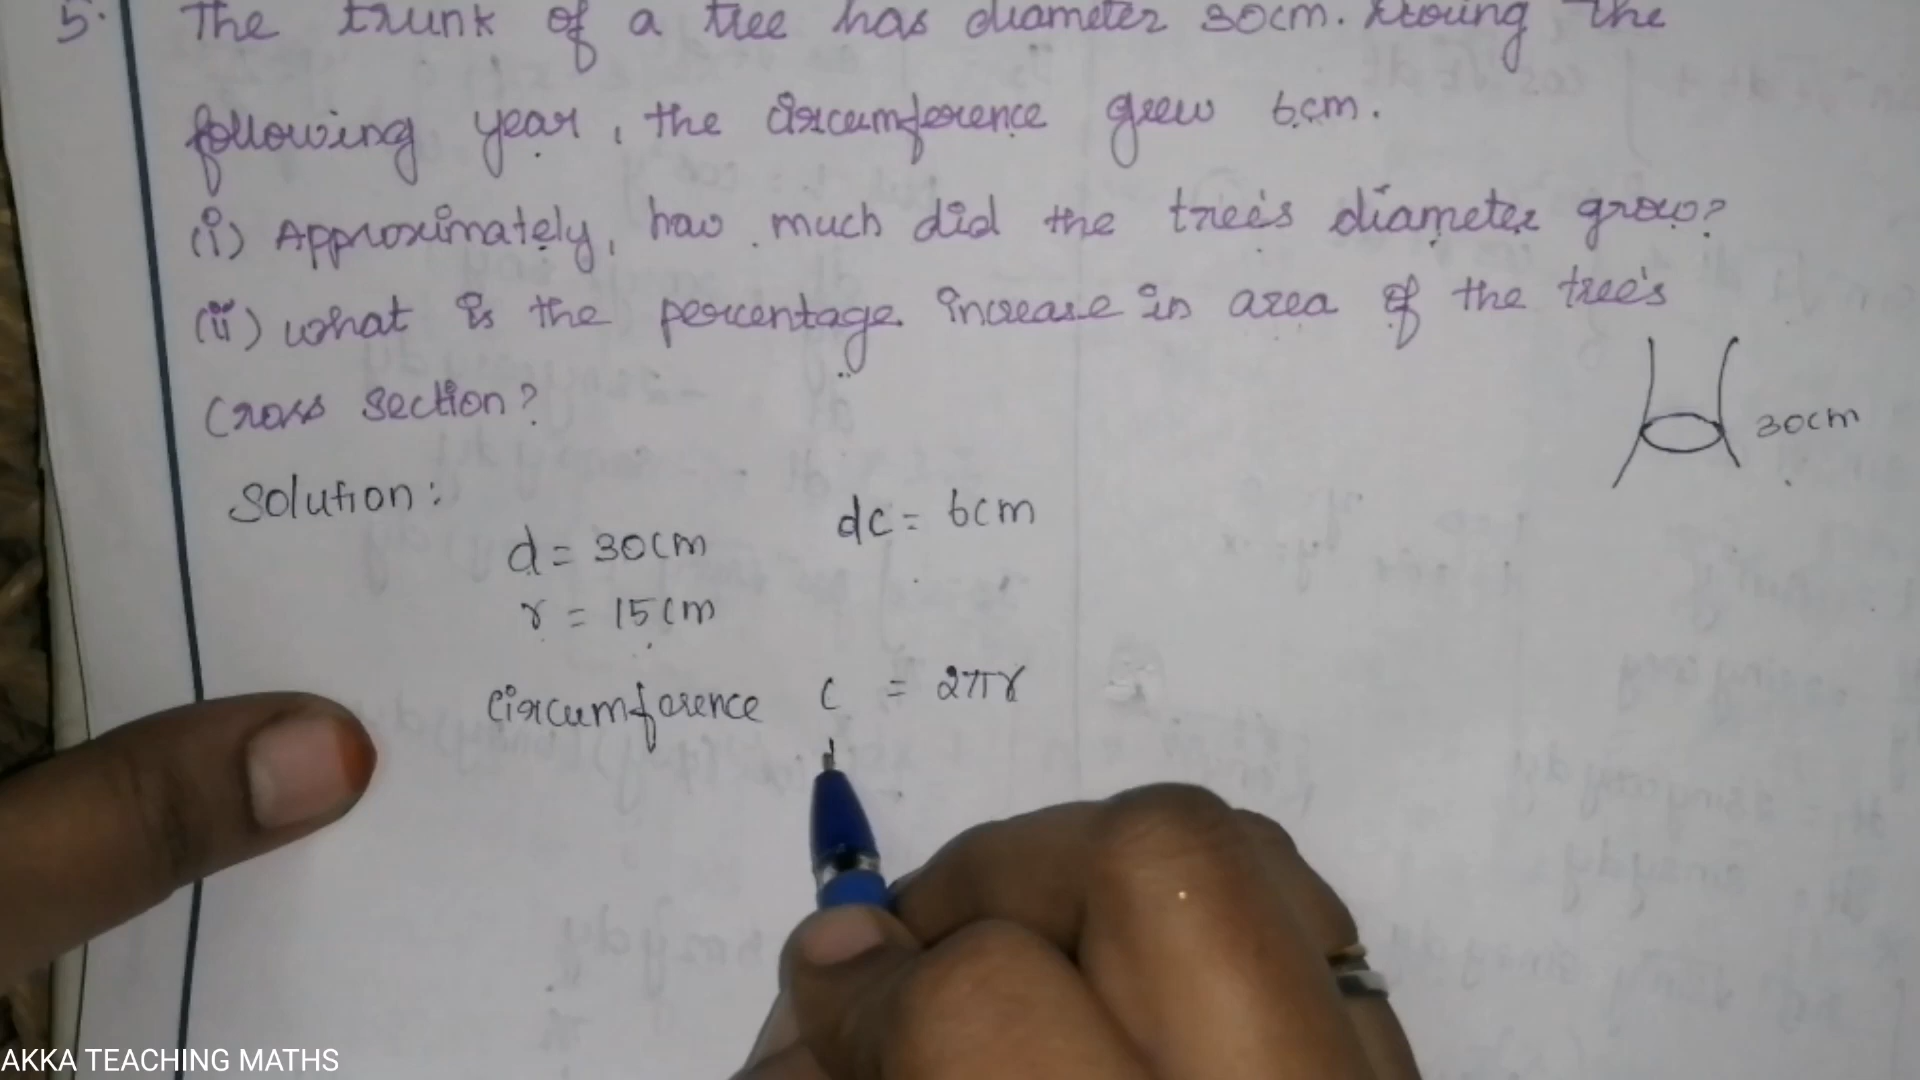 5. The trunk of a tree has diameter 30cm. During the
following year, the circumference grew 6cm.
(i) Approximately, how much did the tree's diameter grow?
(ii) what is the percentage increase in area of the tree's
Cross section?
30cm
Solution:
d = 30cm
dc = 6cm
r = 15cm
Circumference C = 2πr
AKKA TEACHING MATHS